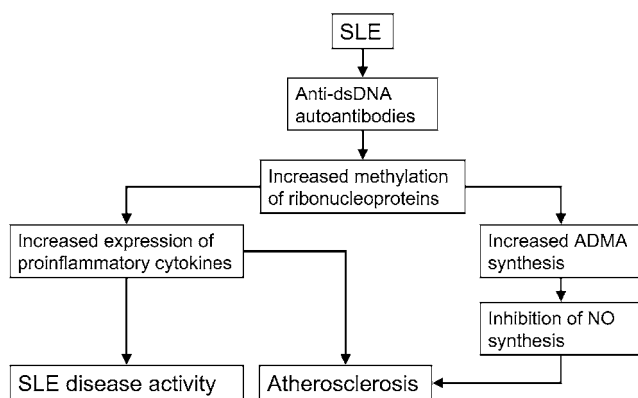 SLE
Anti-dsDNA
autoantibodies
Increased methylation
of ribonucleoproteins
Increased expression of
proinflammatory cytokines
Increased ADMA
synthesis
Inhibition of NO
synthesis
SLE disease activity
Atherosclerosis